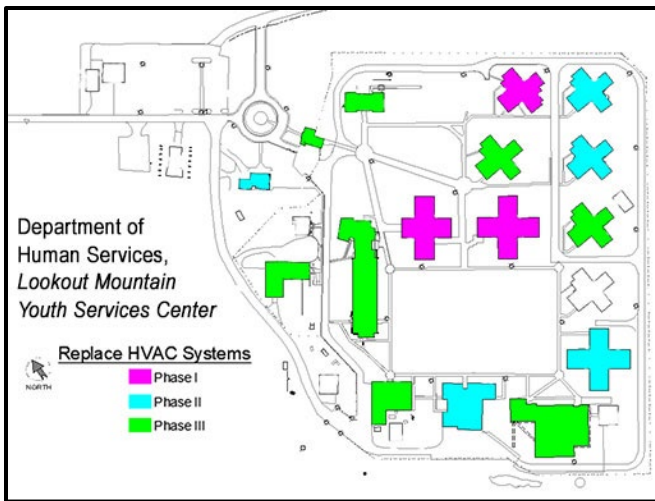 Department of
Human Services,
Lookout Mountain
Youth Services Center
Replace HVAC Systems
Phase I
Phase II
Phase III
NORTH